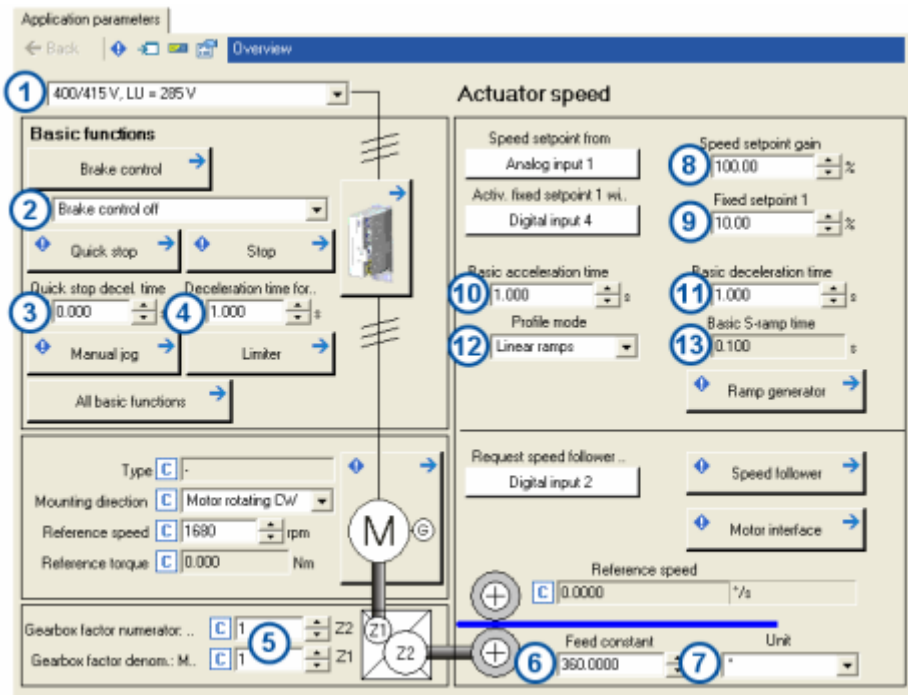 Application parameters
Back
Overview
1
400/415 V, LU = 285 V
Actuator speed
Basic functions
Brake control
2
Brake control off
Quick stop
Stop
Quick stop decel. time
Deceleration time for..
3
0.000
s
4
1.000
s
Manual jog
Limiter
All basic functions
Speed setpoint from
Analog input 1
Speed setpoint gain
8
100.00
%
Activ. fixed setpoint 1 wi..
Digital input 4
Fixed setpoint 1
9
10.00
%
Basic acceleration time
10
1.000
s
Basic deceleration time
11
1.000
s
Profile mode
12
Linear ramps
Basic S-ramp time
13
0.100
s
Ramp generator
Type C -
Mounting direction C Motor rotating CW
Reference speed C 1680 rpm
Reference torque C 0.000 Nm
M
G
Request speed follower ..
Digital input 2
Speed follower
Motor interface
Reference speed
C 0.0000 °/s
Gearbox factor numerator: .. C 1 Z2
5
Gearbox factor denom.: M.. C 1 Z1
Z1
Z2
Feed constant
6
360.0000
Unit
7
°